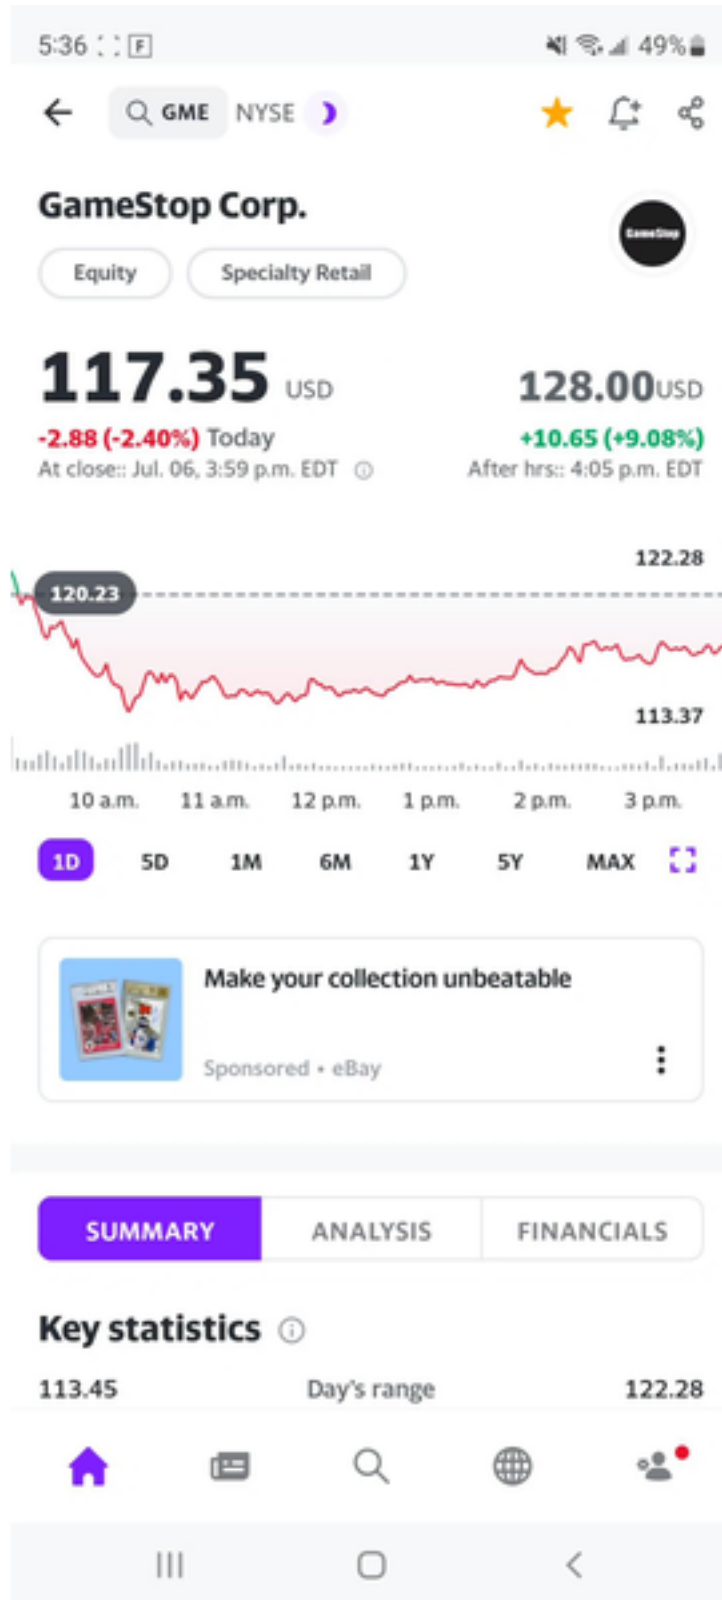 5:36 F 49%
GME NYSE
GameStop Corp.
GameStop
Equity Specialty Retail
117.35 USD 128.00USD
-2.88 (-2.40%) Today +10.65 (+9.08%)
At close:: Jul. 06, 3:59 p.m. EDT After hrs:: 4:05 p.m. EDT
122.28
120.23
113.37
10 a.m. 11 a.m. 12 p.m. 1 p.m. 2 p.m. 3 p.m.
1D 5D 1M 6M 1Y 5Y MAX
Make your collection unbeatable
Sponsored • eBay
SUMMARY ANALYSIS FINANCIALS
Key statistics
113.45 Day's range 122.28